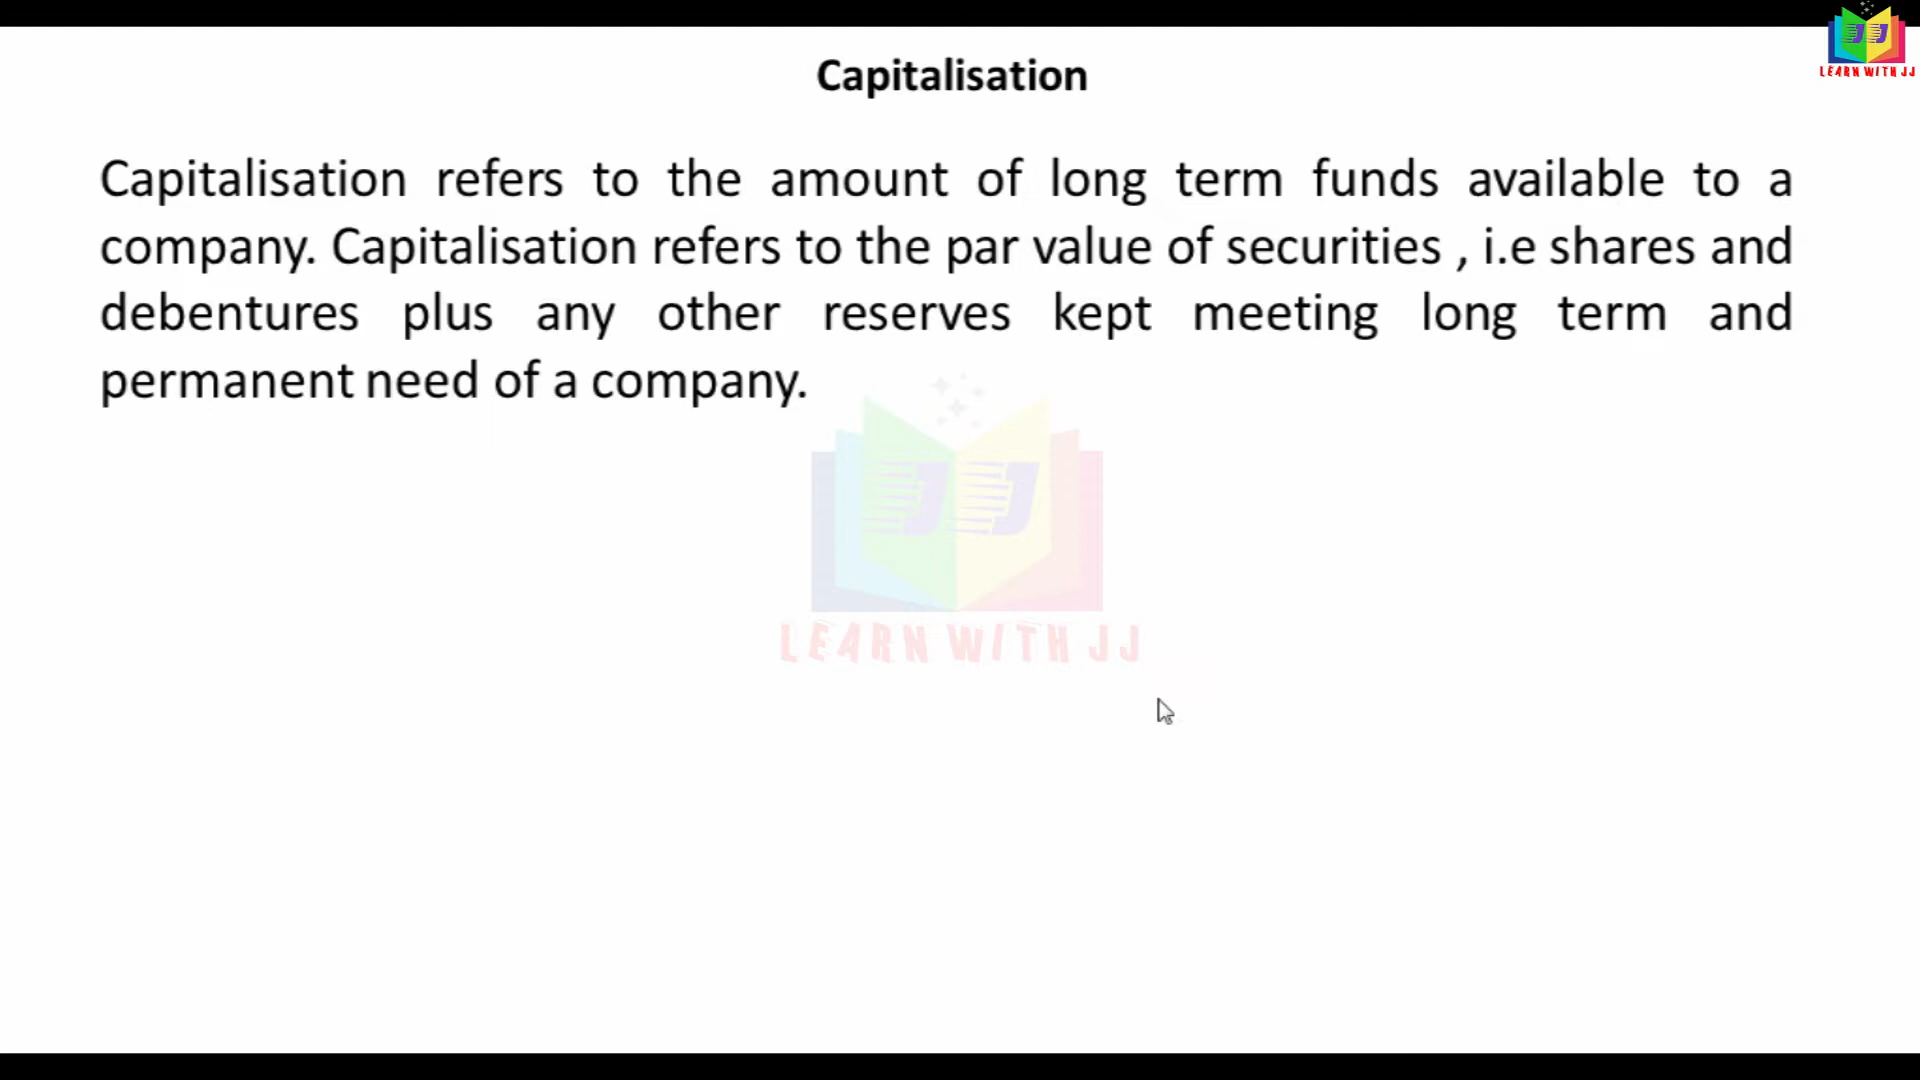 JJ
LEARN WITH JJ
Capitalisation
Capitalisation refers to the amount of long term funds available to a
company. Capitalisation refers to the par value of securities , i.e shares and
debentures plus any other reserves kept meeting long term and
permanent need of a company.
JJ
LEARN WITH JJ